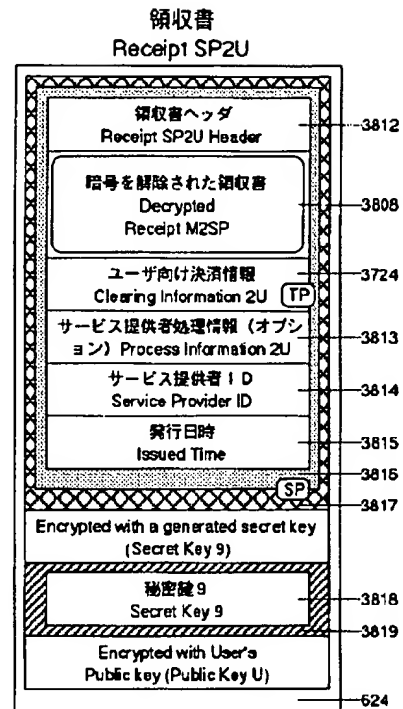 領収書
Receipt SP2U
領収書ヘッダ
Receipt SP2U Header
3812
暗号を解除された領収書
Decrypted
Receipt M2SP
3808
ユーザ向け決済情報
Clearing Information 2U
TP
3724
サービス提供者処理情報（オプシ
ョン）Process Information 2U
3813
サービス提供者ID
Service Provider ID
3814
発行日時
Issued Time
3815
3816
SP
3817
Encrypted with a generated secret key
(Secret Key 9)
秘密鍵9
Secret Key 9
3818
3819
Encrypted with User's
Public key (Public Key U)
624